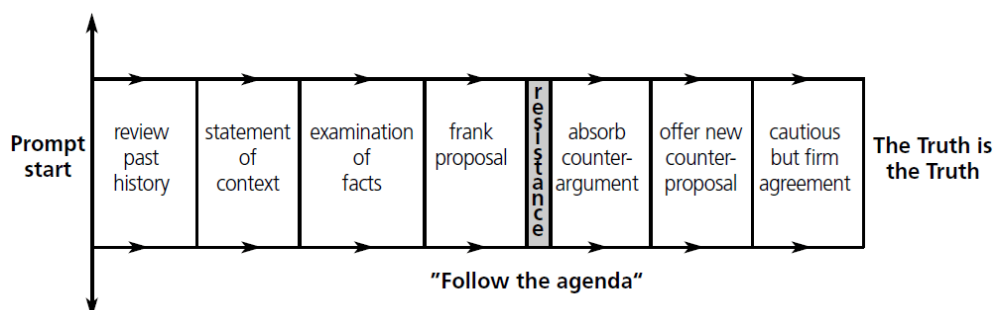 Prompt
start
review
past
history
statement
of
context
examination
of
facts
frank
proposal
resistance
absorb
counter-
argument
offer new
counter-
proposal
cautious
but firm
agreement
The Truth is
the Truth
”Follow the agenda“